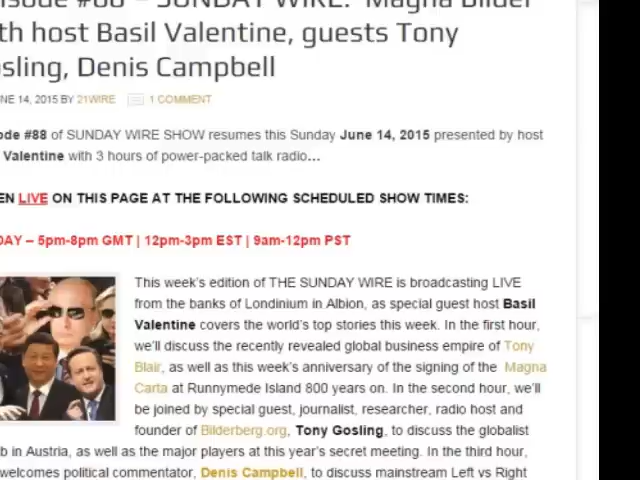 isode #88 – SUNDAY WIRE: 'Magna Bilder
th host Basil Valentine, guests Tony
sling, Denis Campbell
NE 14, 2015 BY 21WIRE 1 COMMENT
ode #88 of SUNDAY WIRE SHOW resumes this Sunday June 14, 2015 presented by host
Valentine with 3 hours of power-packed talk radio…
EN LIVE ON THIS PAGE AT THE FOLLOWING SCHEDULED SHOW TIMES:
DAY – 5pm-8pm GMT | 12pm-3pm EST | 9am-12pm PST
This week's edition of THE SUNDAY WIRE is broadcasting LIVE
from the banks of Londinium in Albion, as special guest host Basil
Valentine covers the world's top stories this week. In the first hour,
we'll discuss the recently revealed global business empire of Tony
Blair, as well as this week's anniversary of the signing of the Magna
Carta at Runnymede Island 800 years on. In the second hour, we'll
be joined by special guest, journalist, researcher, radio host and
founder of Bilderberg.org, Tony Gosling, to discuss the globalist
b in Austria, as well as the major players at this year's secret meeting. In the third hour,
welcomes political commentator, Denis Campbell, to discuss mainstream Left vs Right